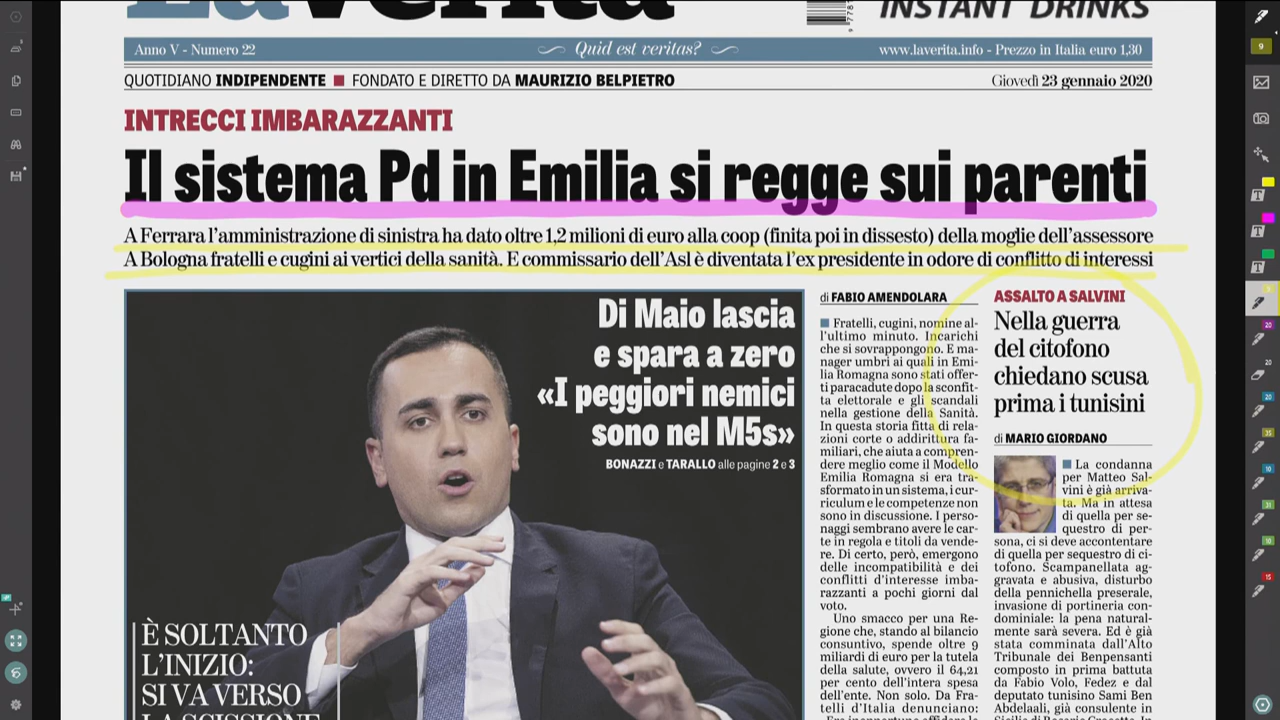 LaVerità
INSTANT DRINKS
Anno V - Numero 22
Quid est veritas?
www.laverita.info - Prezzo in Italia euro 1,30
QUOTIDIANO INDIPENDENTE ■ FONDATO E DIRETTO DA MAURIZIO BELPIETRO
Giovedì 23 gennaio 2020
INTRECCI IMBARAZZANTI
Il sistema Pd in Emilia si regge sui parenti
A Ferrara l'amministrazione di sinistra ha dato oltre 1,2 milioni di euro alla coop (finita poi in dissesto) della moglie dell'assessore
A Bologna fratelli e cugini ai vertici della sanità. E commissario dell'Asl è diventata l'ex presidente in odore di conflitto di interessi
Di Maio lascia
e spara a zero
«I peggiori nemici
sono nel M5s»
BONAZZI e TARALLO alle pagine 2 e 3
È SOLTANTO
L'INIZIO:
SI VA VERSO
LA SCISSIONE
di FABIO AMENDOLARA
■ Fratelli, cugini, nomine al-
l'ultimo minuto. Incarichi
che si sovrappongono. E ma-
nager umbri ai quali in Emi-
lia Romagna sono stati offer-
ti paracadute dopo la sconfit-
ta elettorale e gli scandali
nella gestione della Sanità.
In questa storia fitta di rela-
zioni corte o addirittura fa-
miliari, che aiuta a compren-
dere meglio come il Modello
Emilia Romagna si era tra-
sformato in un sistema, i cur-
riculum e le competenze non
sono in discussione. I perso-
naggi sembrano avere le car-
te in regola e titoli da vende-
re. Di certo, però, emergono
delle incompatibilità e dei
conflitti d'interesse imba-
razzanti a pochi giorni dal
voto.
Uno smacco per una Re-
gione che, stando al bilancio
consuntivo, spende oltre 9
miliardi di euro per la tutela
della salute, ovvero il 64,21
per cento dell'intera spesa
dell'ente. Non solo. Da Fra-
telli d'Italia denunciano:
ASSALTO A SALVINI
Nella guerra
del citofono
chiedano scusa
prima i tunisini
di MARIO GIORDANO
■ La condanna
per Matteo Sal-
vini è già arriva-
ta. Ma in attesa
di quella per se-
questro di per-
sona, ci si deve accontentare
di quella per sequestro di ci-
tofono. Scampanellata ag-
gravata e abusiva, disturbo
della pennichella preserale,
invasione di portineria con-
dominiale: la pena natural-
mente sarà severa. Ed è già
stata comminata dall'Alto
Tribunale dei Benpensanti
composto in prima battuta
da Fabio Volo, Fedez e dal
deputato tunisino Sami Ben
Abdelaali, già consulente in